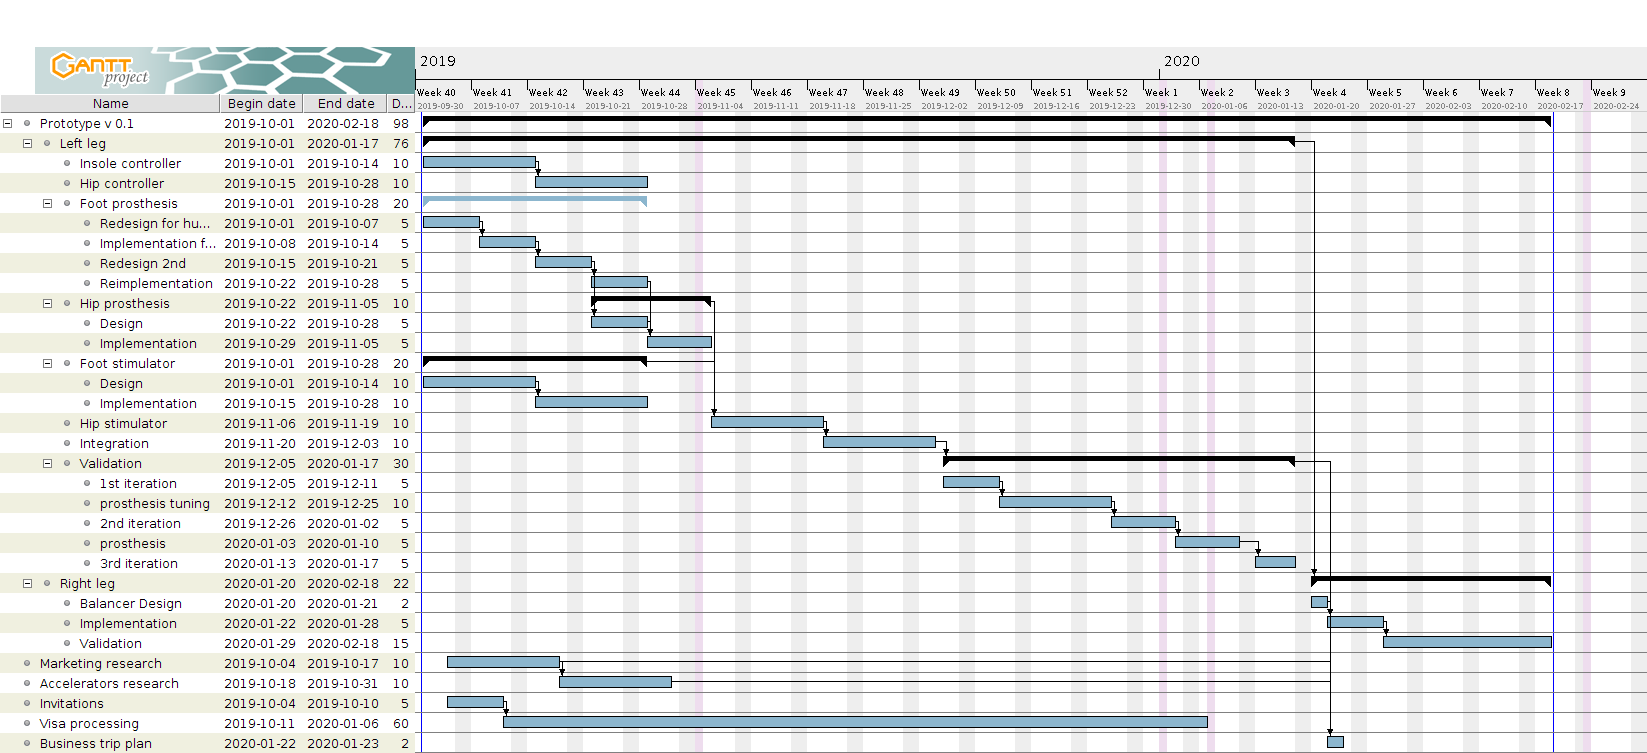 GANTT project
2019 2020
Week 40 Week 41 Week 42 Week 43 Week 44 Week 45 Week 46 Week 47 Week 48 Week 49 Week 50 Week 51 Week 52 Week 1 Week 2 Week 3 Week 4 Week 5 Week 6 Week 7 Week 8 Week 9
2019-09-30 2019-10-07 2019-10-14 2019-10-21 2019-10-28 2019-11-04 2019-11-11 2019-11-18 2019-11-25 2019-12-02 2019-12-09 2019-12-16 2019-12-23 2019-12-30 2020-01-06 2020-01-13 2020-01-20 2020-01-27 2020-02-03 2020-02-10 2020-02-17 2020-02-24
Name Begin date End date D...
Prototype v 0.1 2019-10-01 2020-02-18 98
Left leg 2019-10-01 2020-01-17 76
Insole controller 2019-10-01 2019-10-14 10
Hip controller 2019-10-15 2019-10-28 10
Foot prosthesis 2019-10-01 2019-10-28 20
Redesign for hu... 2019-10-01 2019-10-07 5
Implementation f... 2019-10-08 2019-10-14 5
Redesign 2nd 2019-10-15 2019-10-21 5
Reimplementation 2019-10-22 2019-10-28 5
Hip prosthesis 2019-10-22 2019-11-05 10
Design 2019-10-22 2019-10-28 5
Implementation 2019-10-29 2019-11-05 5
Foot stimulator 2019-10-01 2019-10-28 20
Design 2019-10-01 2019-10-14 10
Implementation 2019-10-15 2019-10-28 10
Hip stimulator 2019-11-06 2019-11-19 10
Integration 2019-11-20 2019-12-03 10
Validation 2019-12-05 2020-01-17 30
1st iteration 2019-12-05 2019-12-11 5
prosthesis tuning 2019-12-12 2019-12-25 10
2nd iteration 2019-12-26 2020-01-02 5
prosthesis 2020-01-03 2020-01-10 5
3rd iteration 2020-01-13 2020-01-17 5
Right leg 2020-01-20 2020-02-18 22
Balancer Design 2020-01-20 2020-01-21 2
Implementation 2020-01-22 2020-01-28 5
Validation 2020-01-29 2020-02-18 15
Marketing research 2019-10-04 2019-10-17 10
Accelerators research 2019-10-18 2019-10-31 10
Invitations 2019-10-04 2019-10-10 5
Visa processing 2019-10-11 2020-01-06 60
Business trip plan 2020-01-22 2020-01-23 2